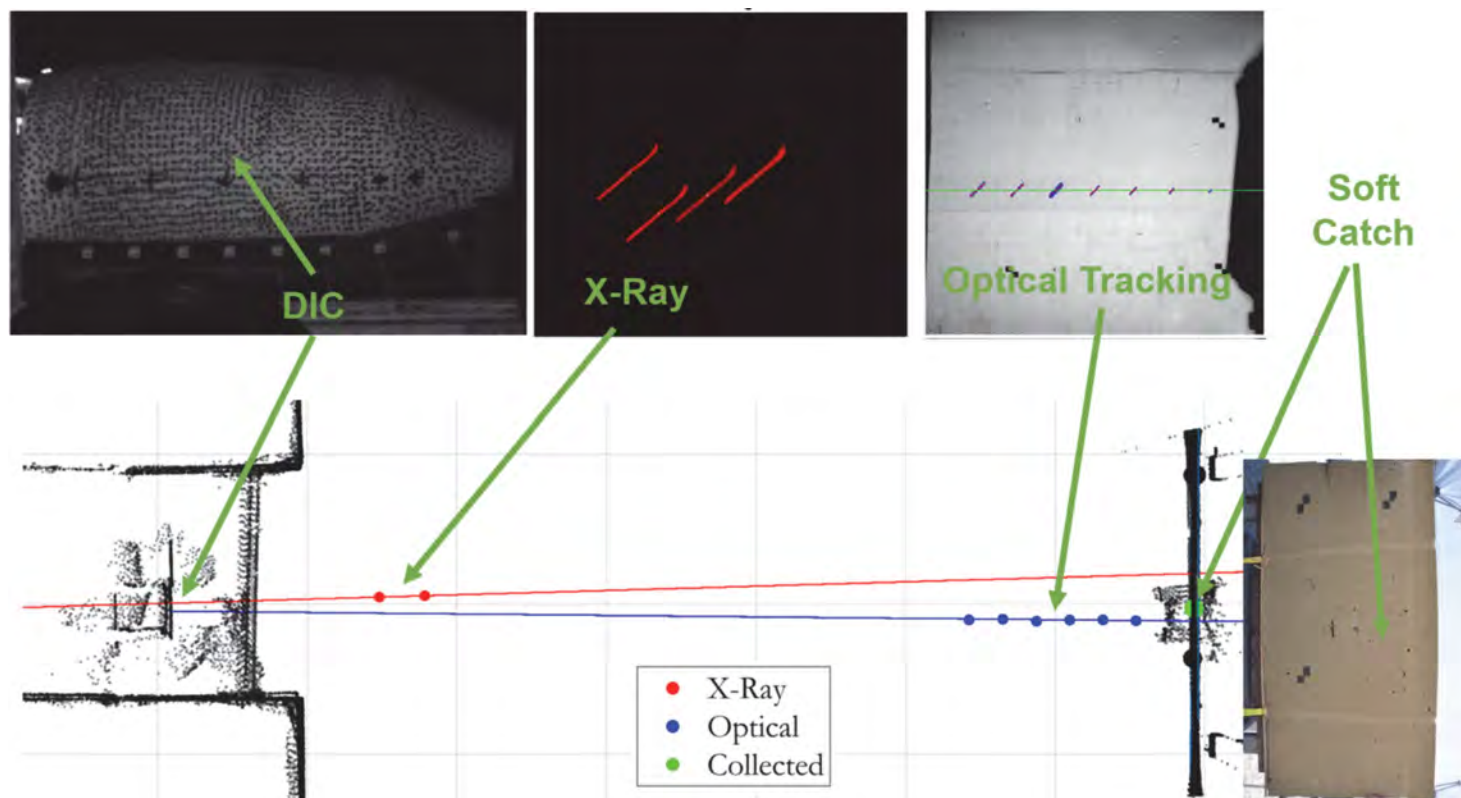 DIC
X-Ray
Optical Tracking
Soft
Catch
X-Ray
Optical
Collected